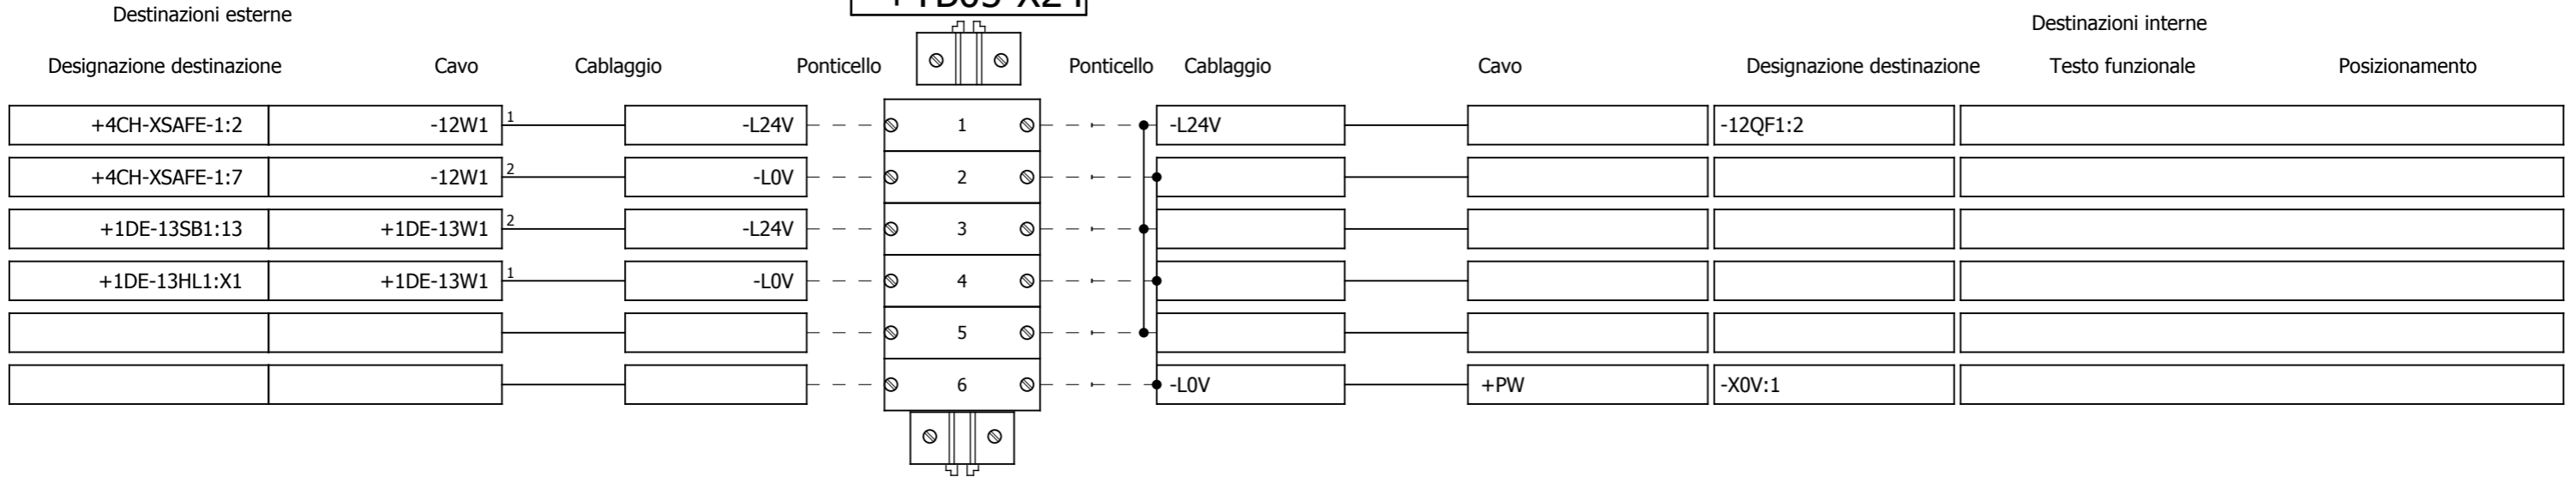 Destinazioni esterne
Destinazioni interne
Designazione destinazione Cavo Cablaggio Ponticello Ponticello Cablaggio Cavo Designazione destinazione Testo funzionale Posizionamento
+4CH-XSAFE-1:2 -12W1 1 -L24V 1 -L24V -12QF1:2
+4CH-XSAFE-1:7 -12W1 2 -L0V 2
+1DE-13SB1:13 +1DE-13W1 2 -L24V 3
+1DE-13HL1:X1 +1DE-13W1 1 -L0V 4
5
6 -L0V +PW -X0V:1